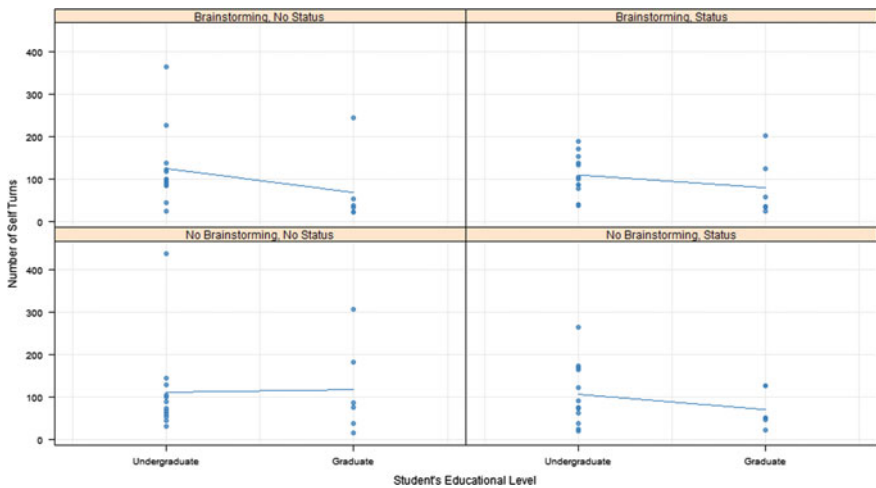 Brainstorming, No Status
Brainstorming, Status
400
300
200
100
0
No Brainstorming, No Status
No Brainstorming, Status
400
300
200
100
0
Number of Self Turns
Undergraduate
Graduate
Undergraduate
Graduate
Student's Educational Level